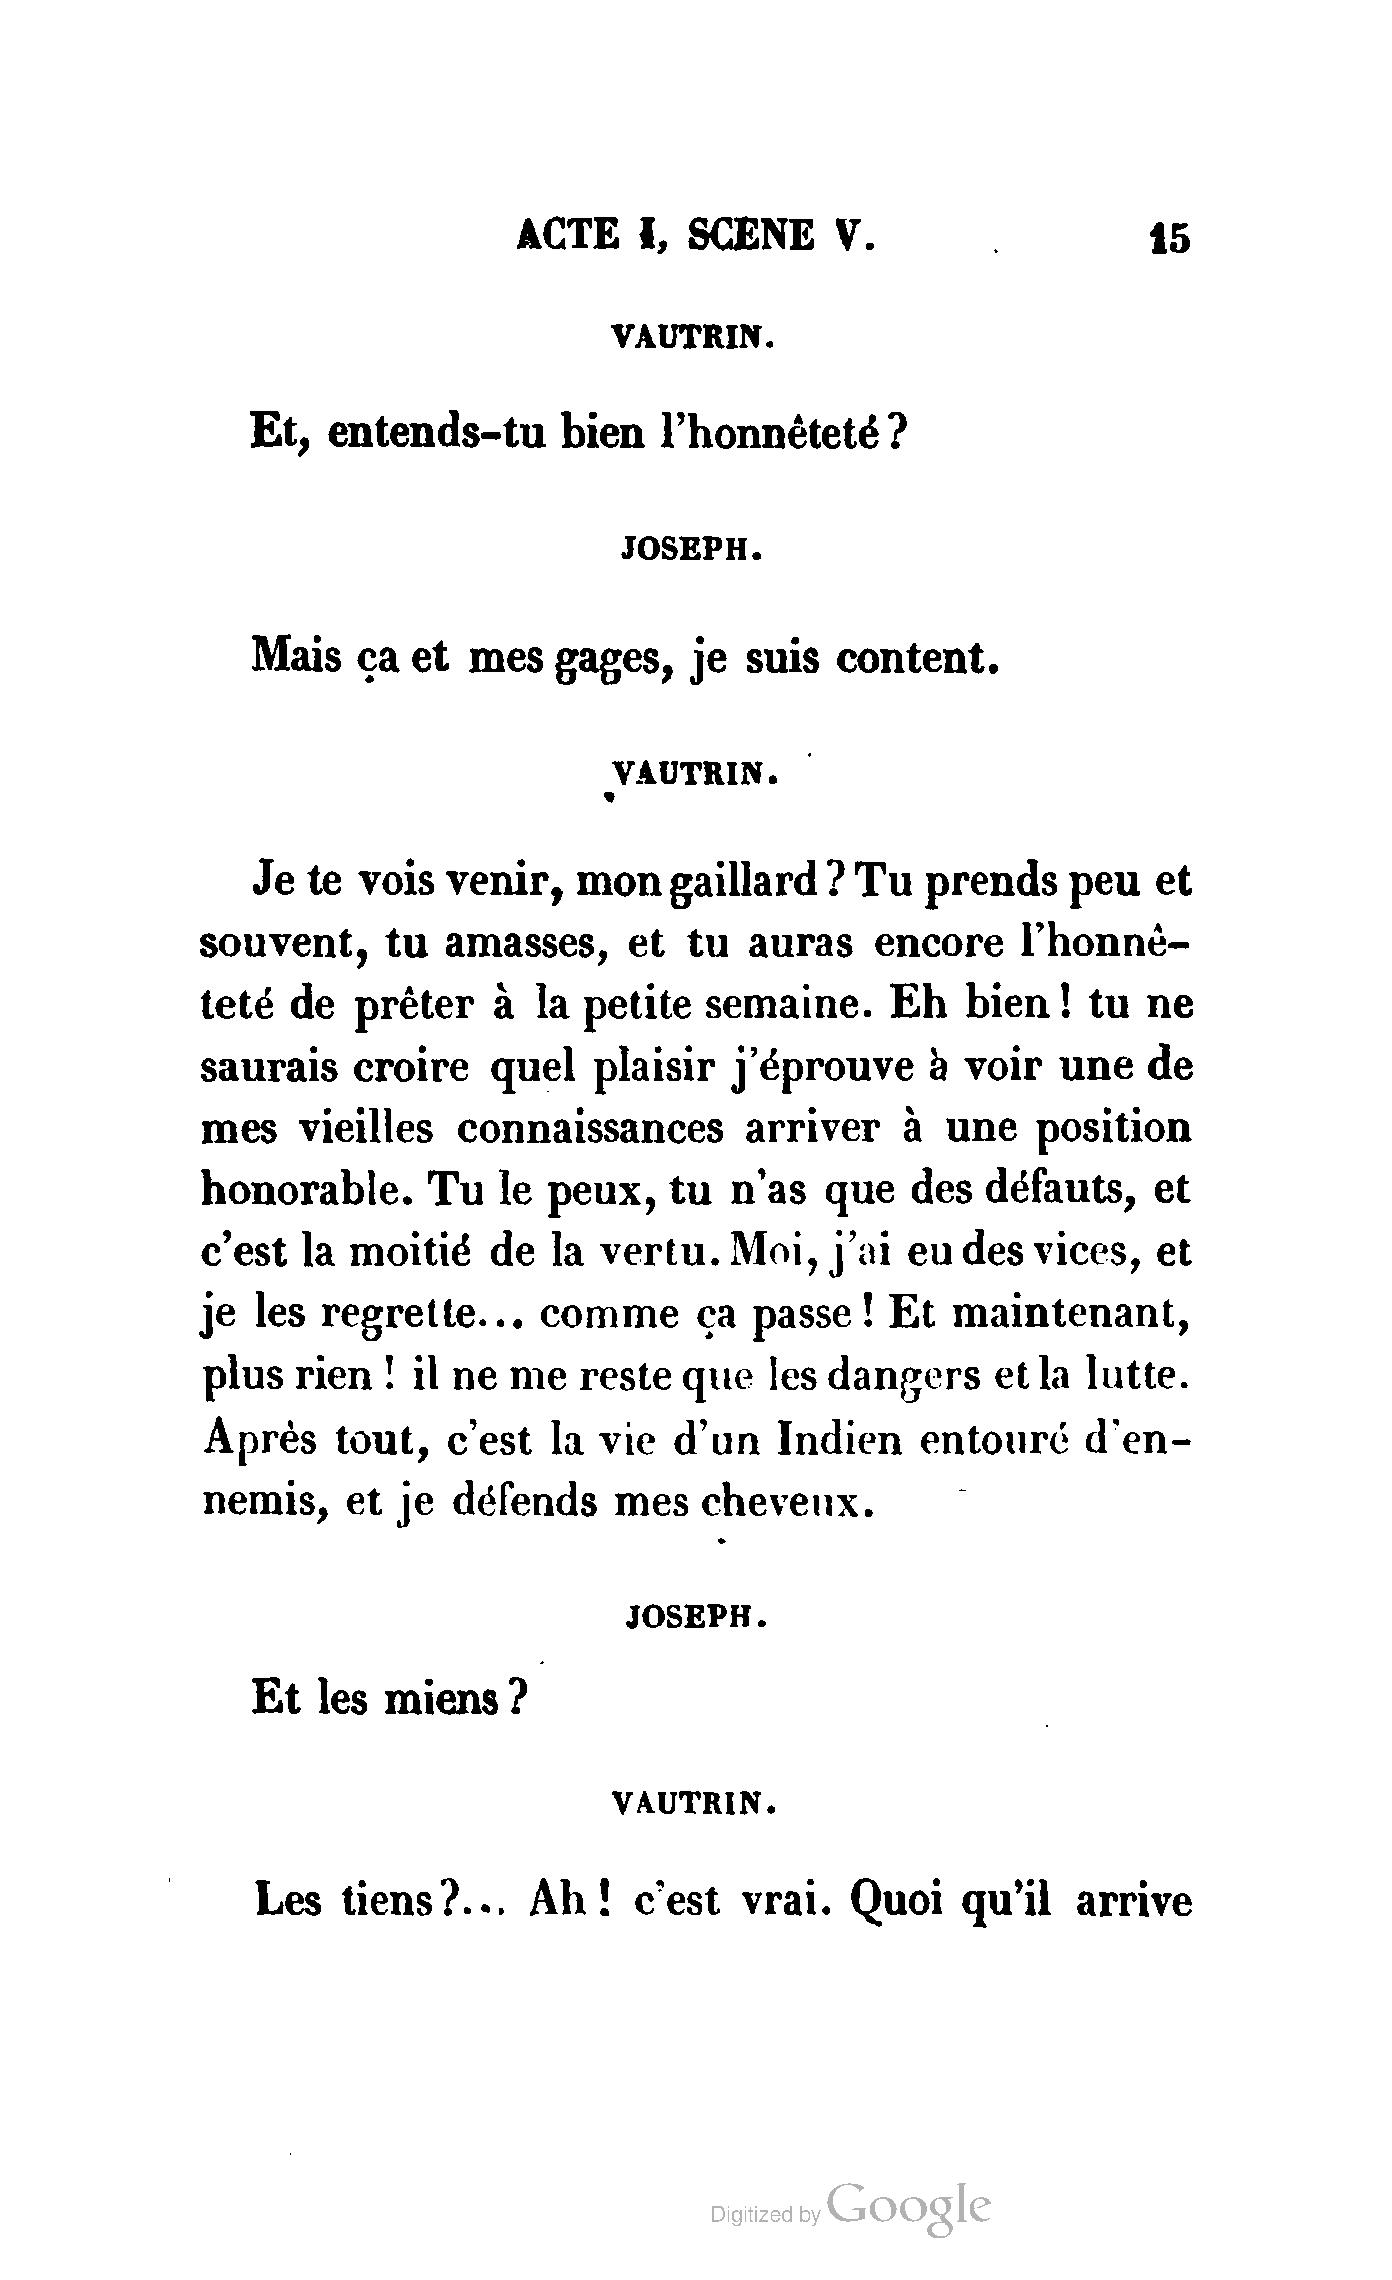 ACTE I, SCENE V. 15
VAUTRIN.
Et, entends-tu bien l'honnêteté ?
JOSEPH.
Mais ça et mes gages, je suis content.
VAUTRIN.
Je te vois venir, mon gaillard ? Tu prends peu et
souvent, tu amasses, et tu auras encore l'honnê-
teté de prêter à la petite semaine. Eh bien ! tu ne
saurais croire quel plaisir j'éprouve à voir une de
mes vieilles connaissances arriver à une position
honorable. Tu le peux, tu n'as que des défauts, et
c'est la moitié de la vertu. Moi, j'ai eu des vices, et
je les regrette... comme ça passe ! Et maintenant,
plus rien ! il ne me reste que les dangers et la lutte.
Après tout, c'est la vie d'un Indien entouré d'en-
nemis, et je défends mes cheveux.
JOSEPH.
Et les miens ?
VAUTRIN.
Les tiens ?... Ah ! c'est vrai. Quoi qu'il arrive
Digitized by Google